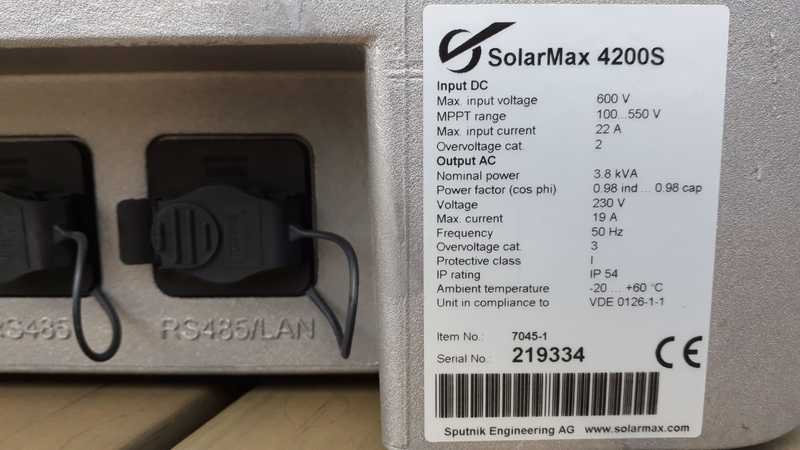 SolarMax 4200S
Input DC
Max. input voltage 600 V
MPPT range 100...550 V
Max. input current 22 A
Overvoltage cat. 2
Output AC
Nominal power 3.8 kVA
Power factor (cos phi) 0.98 ind ... 0.98 cap
Voltage 230 V
Max. current 19 A
Frequency 50 Hz
Overvoltage cat. 3
Protective class I
IP rating IP 54
Ambient temperature -20 ... +60 °C
Unit in compliance to VDE 0126-1-1
Item No.: 7045-1
Serial No.: 219334
CE
Sputnik Engineering AG www.solarmax.com
RS485
RS485/LAN